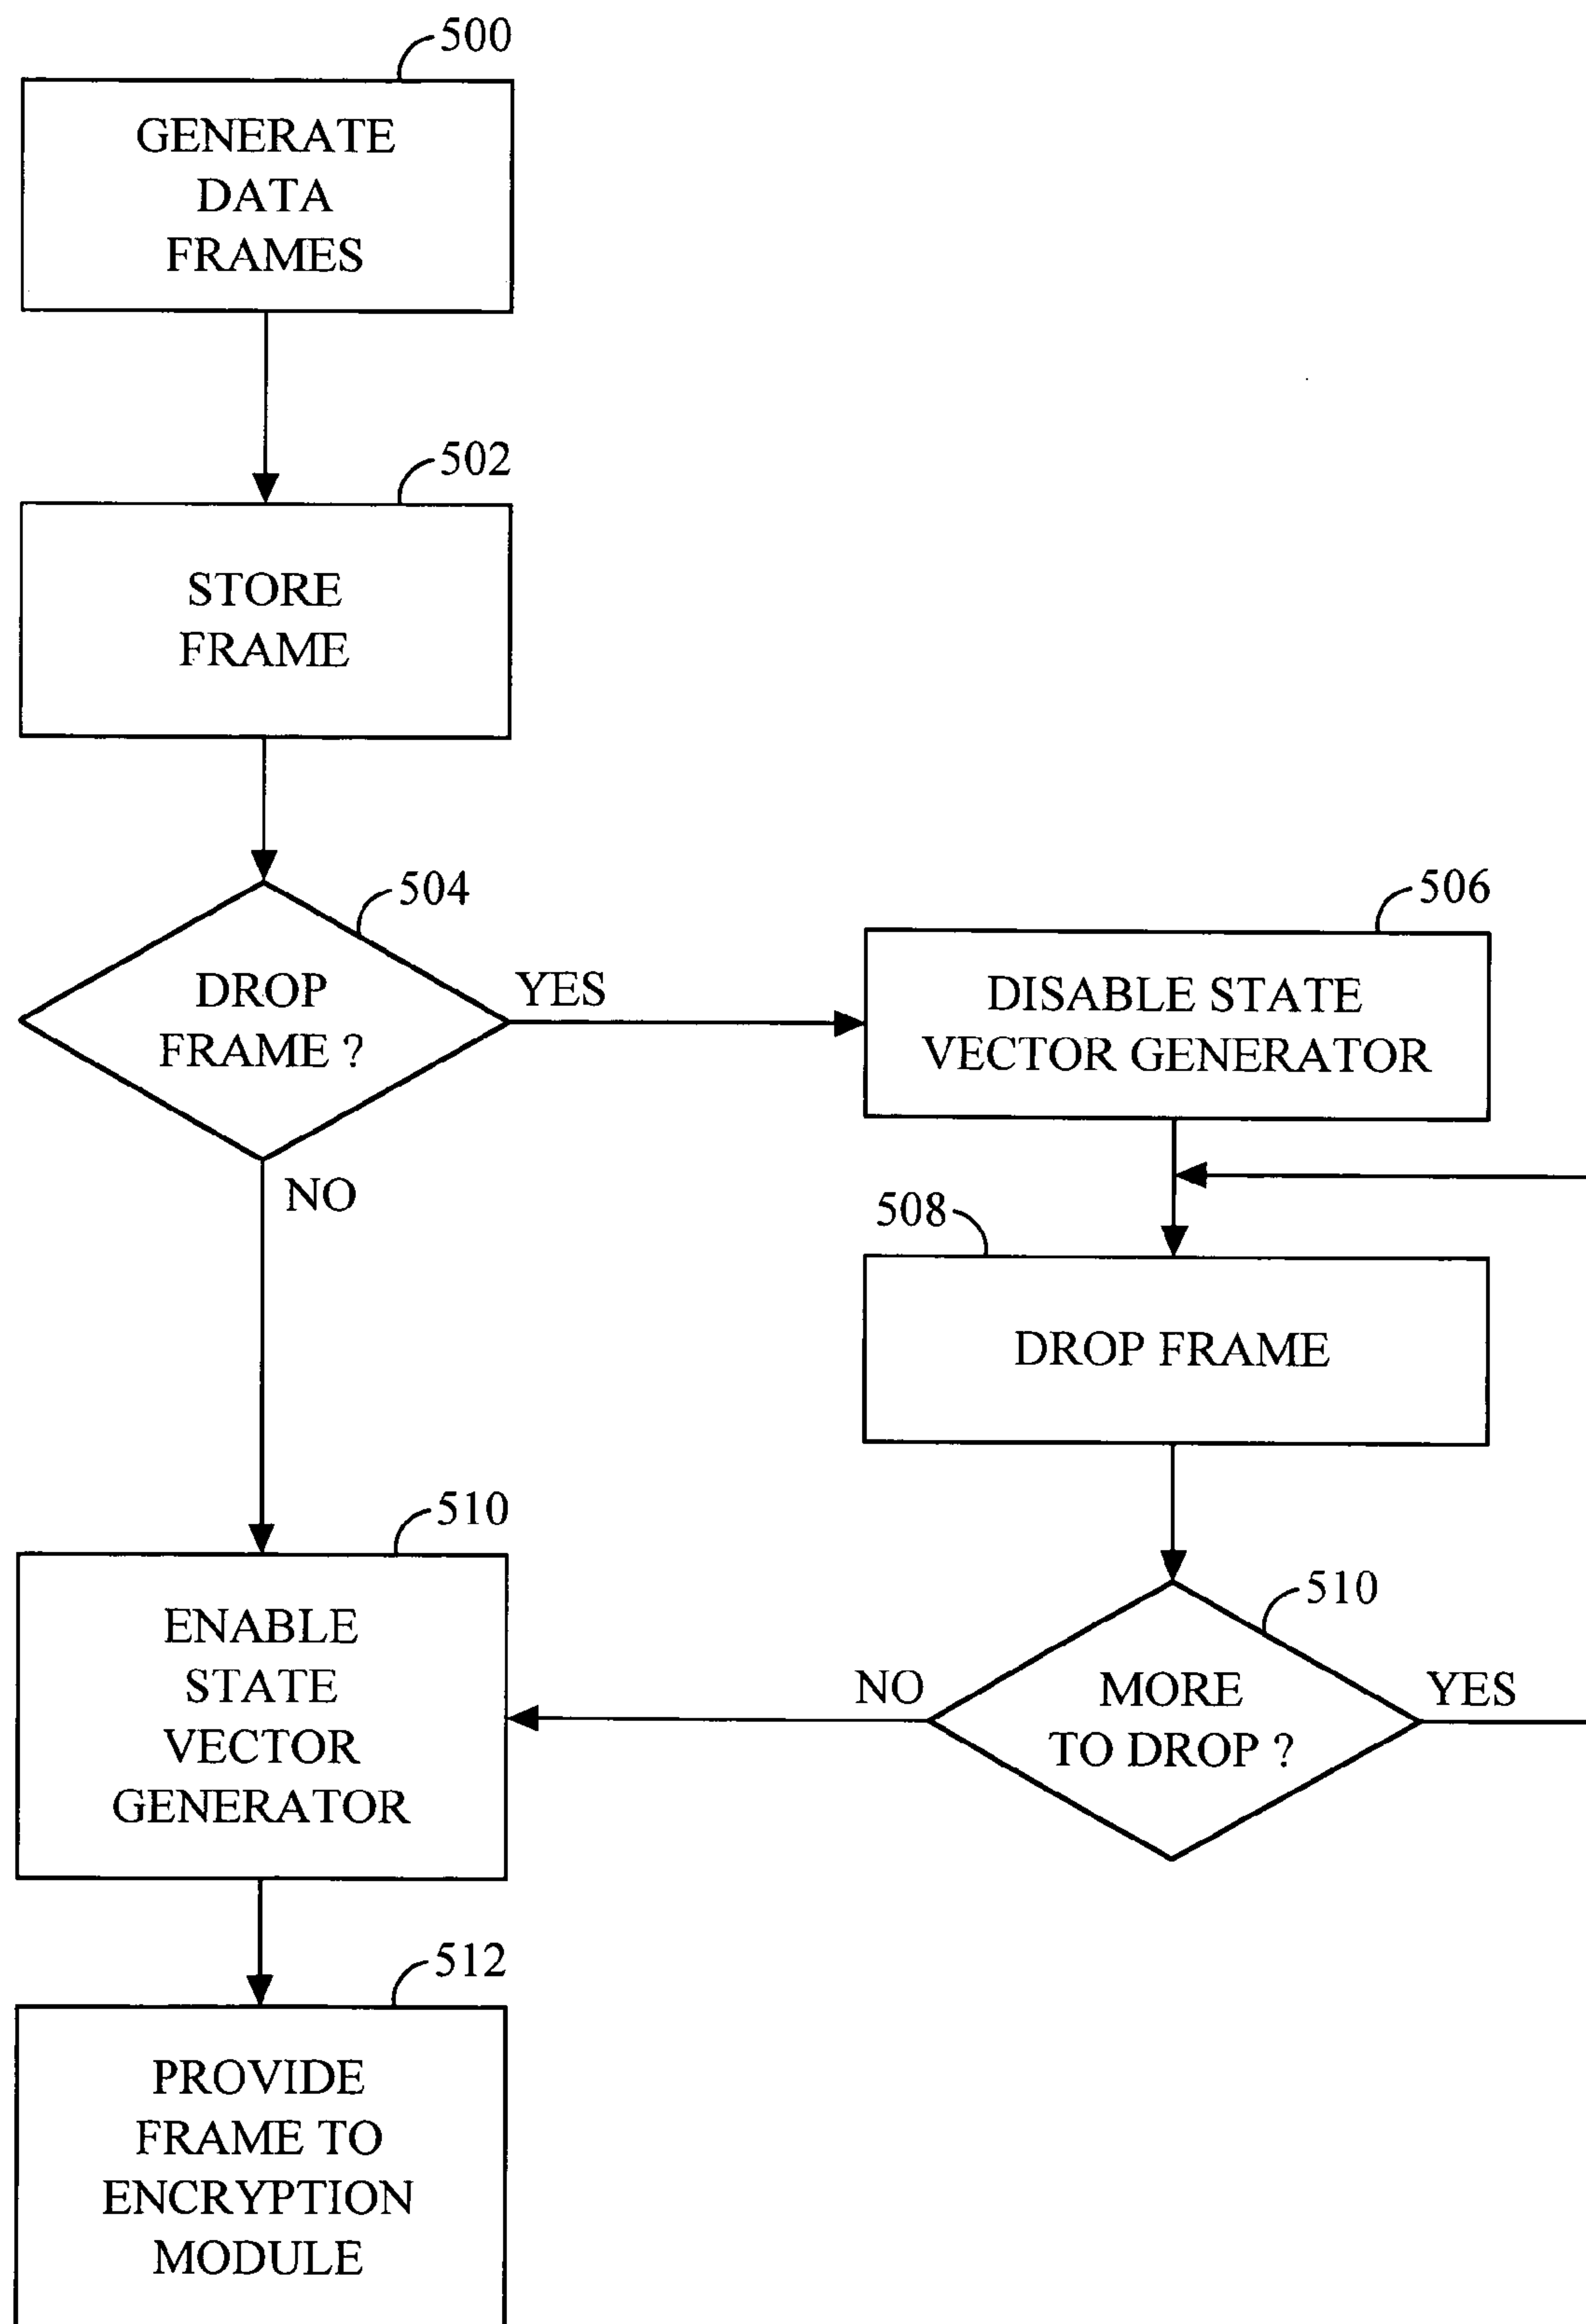 500
GENERATE
DATA
FRAMES
502
STORE
FRAME
504
DROP
FRAME ?
YES
NO
506
DISABLE STATE
VECTOR GENERATOR
508
DROP FRAME
510
MORE
TO DROP ?
NO
YES
510
ENABLE
STATE
VECTOR
GENERATOR
512
PROVIDE
FRAME TO
ENCRYPTION
MODULE